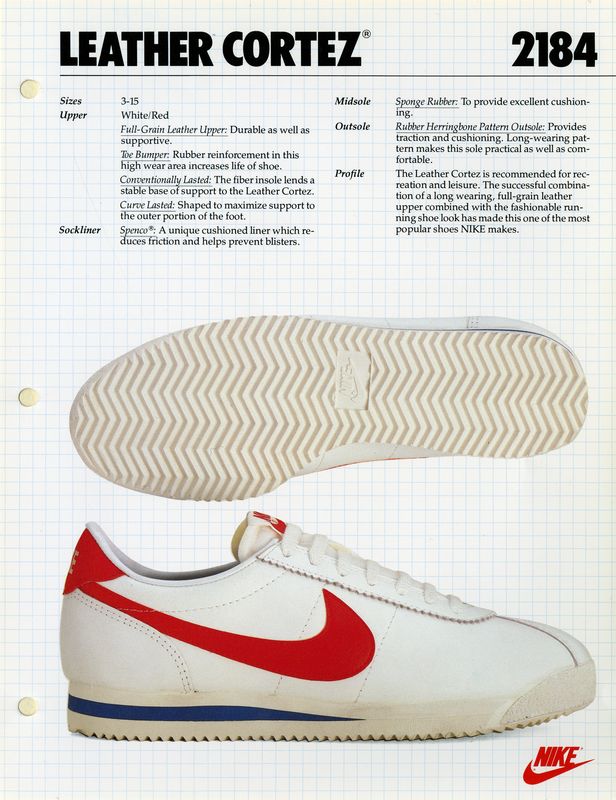 LEATHER CORTEZ® 2184
Sizes 3-15
Upper White/Red
Full-Grain Leather Upper: Durable as well as
supportive.
Toe Bumper: Rubber reinforcement in this
high wear area increases life of shoe.
Conventionally Lasted: The fiber insole lends a
stable base of support to the Leather Cortez.
Curve Lasted: Shaped to maximize support to
the outer portion of the foot.
Sockliner Spenco®: A unique cushioned liner which re-
duces friction and helps prevent blisters.
Midsole Sponge Rubber: To provide excellent cushion-
ing.
Outsole Rubber Herringbone Pattern Outsole: Provides
traction and cushioning. Long-wearing pat-
tern makes this sole practical as well as com-
fortable.
Profile The Leather Cortez is recommended for rec-
reation and leisure. The successful combina-
tion of a long wearing, full-grain leather
upper combined with the fashionable run-
ning shoe look has made this one of the most
popular shoes NIKE makes.
NIKE